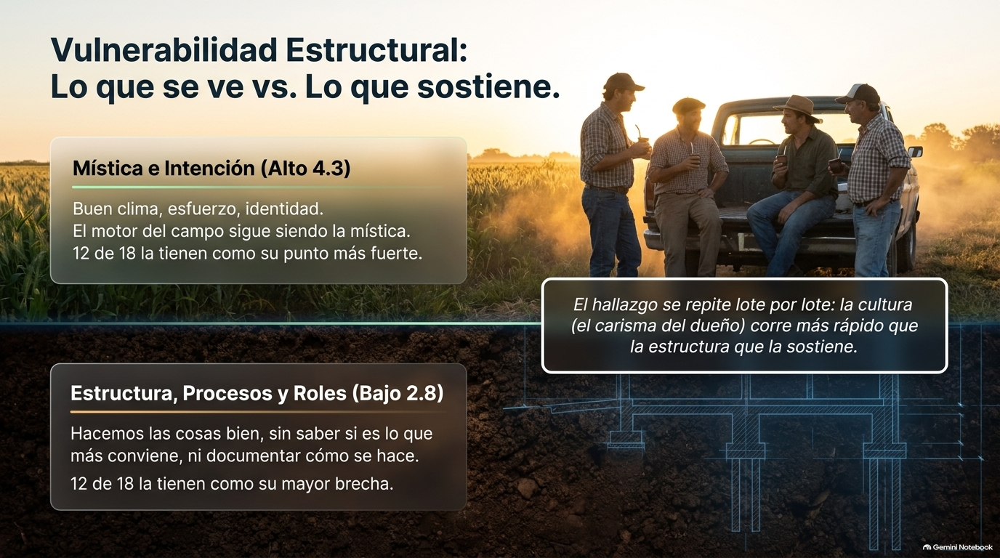 Vulnerabilidad Estructural:
Lo que se ve vs. Lo que sostiene.
Mística e Intención (Alto 4.3)
Buen clima, esfuerzo, identidad.
El motor del campo sigue siendo la mística.
12 de 18 la tienen como su punto más fuerte.
El hallazgo se repite lote por lote: la cultura
(el carisma del dueño) corre más rápido que
la estructura que la sostiene.
Estructura, Procesos y Roles (Bajo 2.8)
Hacemos las cosas bien, sin saber si es lo que
más conviene, ni documentar cómo se hace.
12 de 18 la tienen como su mayor brecha.
Gemini Notebook